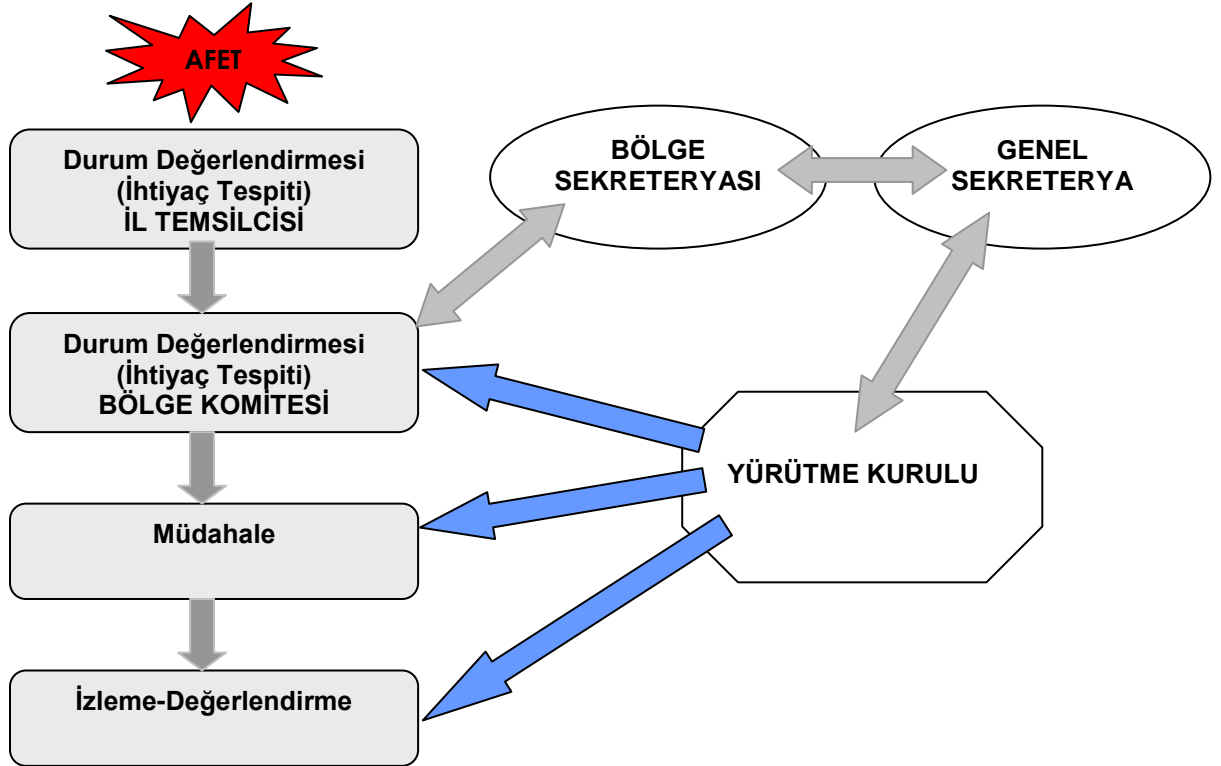 AFET
Durum Değerlendirmesi
(İhtiyaç Tespiti)
İL TEMSİLCİSİ
BÖLGE
SEKRETERYASI
GENEL
SEKRETERYA
Durum Değerlendirmesi
(İhtiyaç Tespiti)
BÖLGE KOMİTESİ
YÜRÜTME KURULU
Müdahale
İzleme-Değerlendirme